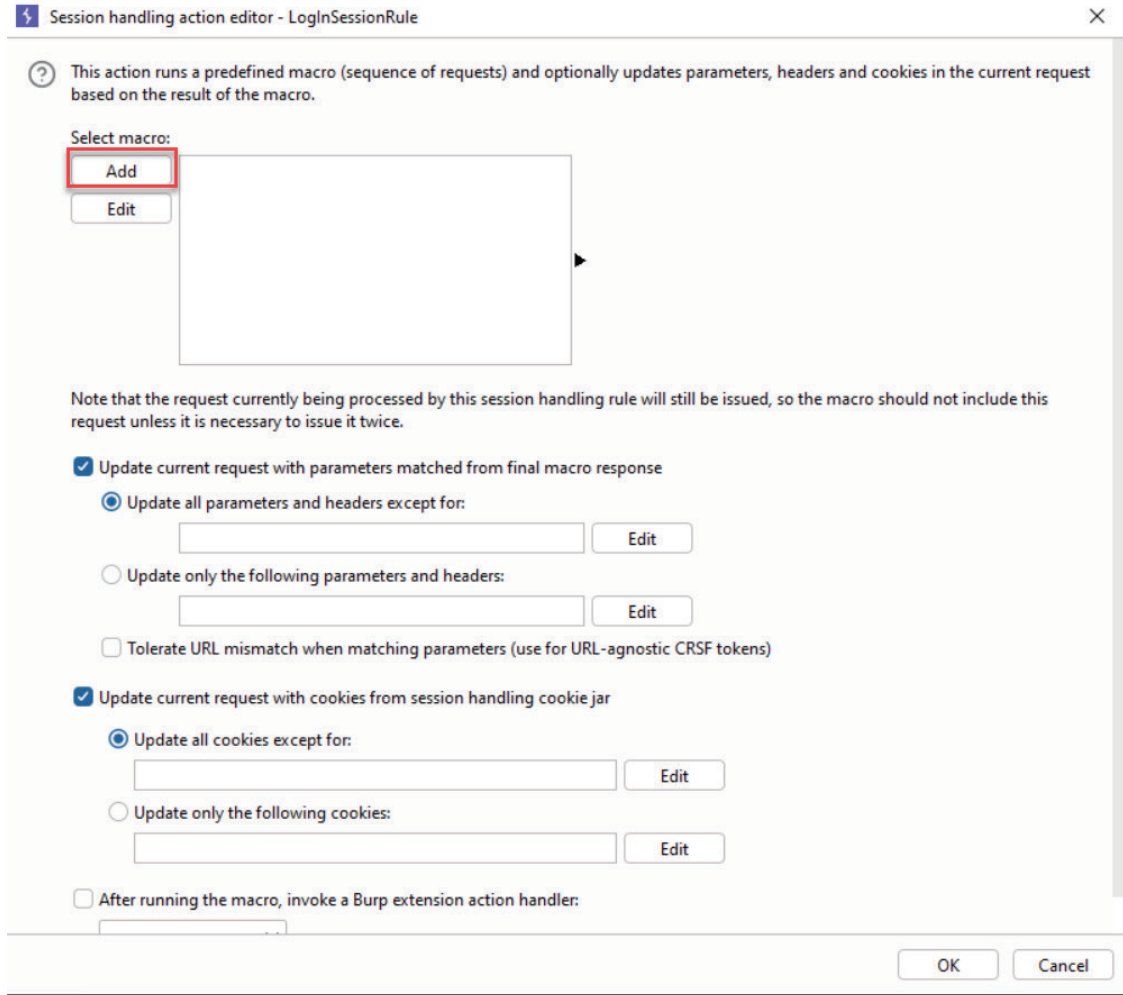 Session handling action editor - LogInSessionRule
This action runs a predefined macro (sequence of requests) and optionally updates parameters, headers and cookies in the current request
based on the result of the macro.
Select macro:
Add
Edit
Note that the request currently being processed by this session handling rule will still be issued, so the macro should not include this
request unless it is necessary to issue it twice.
Update current request with parameters matched from final macro response
Update all parameters and headers except for:
Edit
Update only the following parameters and headers:
Edit
Tolerate URL mismatch when matching parameters (use for URL-agnostic CRSF tokens)
Update current request with cookies from session handling cookie jar
Update all cookies except for:
Edit
Update only the following cookies:
Edit
After running the macro, invoke a Burp extension action handler:
OK
Cancel